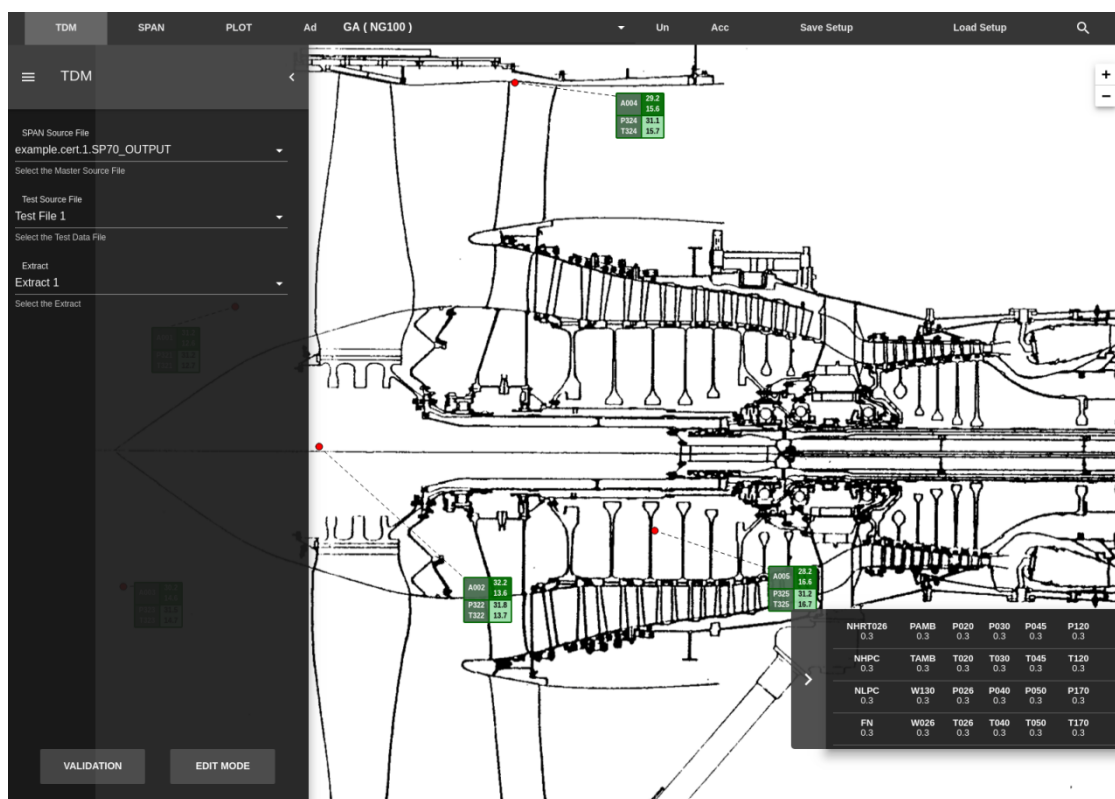 TDM SPAN PLOT Ad GA ( NG100 ) Un Acc Save Setup Load Setup
TDM
SPAN Source File
example.cert.1.SP70_OUTPUT
Select the Master Source File
Test Source File
Test File 1
Select the Test Data File
Extract
Extract 1
Select the Extract
VALIDATION EDIT MODE
+
−
A004 29.2
15.6
P324 31.1
T324 15.7
A002 32.2
13.6
P322 31.8
T322 13.7
A005 28.2
16.6
P325 31.2
T325 16.7
NHRT026 PAMB P020 P030 P045 P120
0.3 0.3 0.3 0.3 0.3 0.3
NHPC TAMB T020 T030 T045 T120
0.3 0.3 0.3 0.3 0.3 0.3
NLPC W130 P026 P040 P050 P170
0.3 0.3 0.3 0.3 0.3 0.3
FN W026 T026 T040 T050 T170
0.3 0.3 0.3 0.3 0.3 0.3